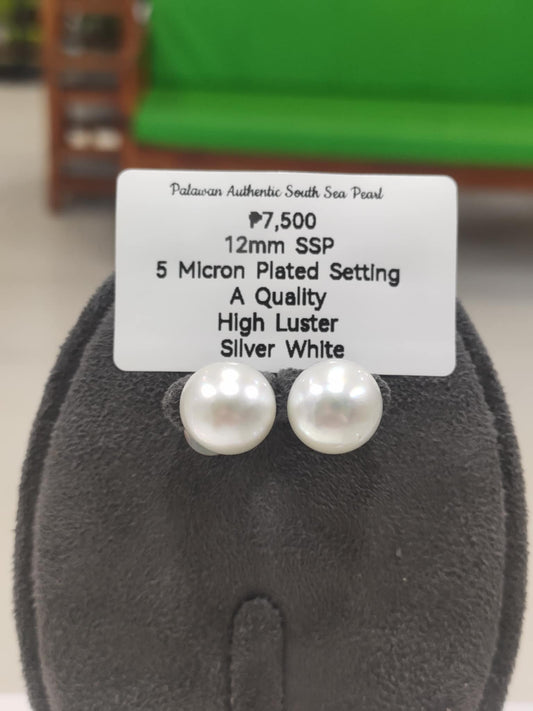 Palawan Authentic South Sea Pearl
₱7,500
12mm SSP
5 Micron Plated Setting
A Quality
High Luster
Silver White